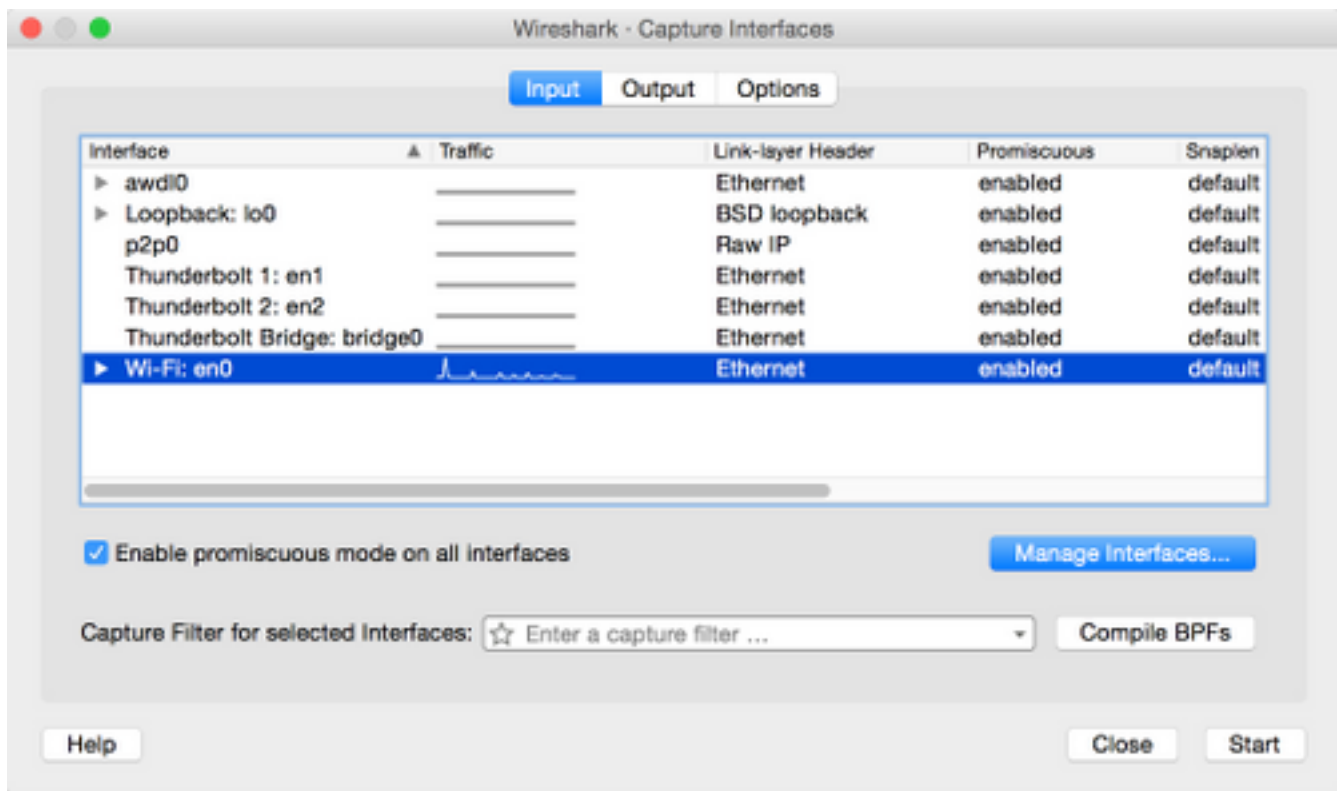 Wireshark · Capture Interfaces
Input Output Options
Interface Traffic Link-layer Header Promiscuous Snaplen
awdl0 Ethernet enabled default
Loopback: lo0 BSD loopback enabled default
p2p0 Raw IP enabled default
Thunderbolt 1: en1 Ethernet enabled default
Thunderbolt 2: en2 Ethernet enabled default
Thunderbolt Bridge: bridge0 Ethernet enabled default
Wi-Fi: en0 Ethernet enabled default
Enable promiscuous mode on all interfaces Manage Interfaces...
Capture Filter for selected Interfaces: Enter a capture filter ... Compile BPFs
Help Close Start